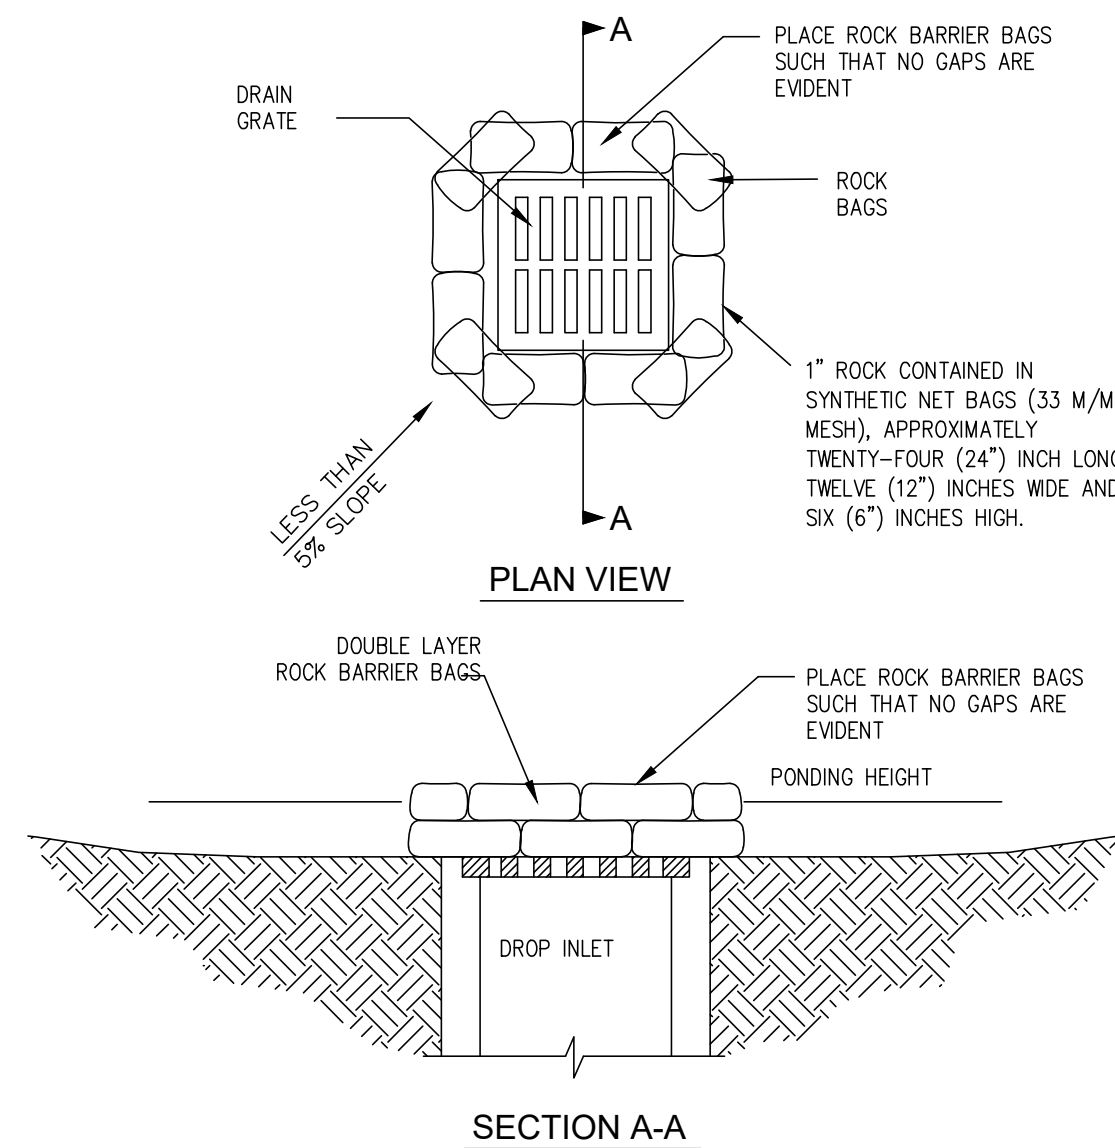 A
PLACE ROCK BARRIER BAGS
SUCH THAT NO GAPS ARE
EVIDENT
DRAIN
GRATE
ROCK
BAGS
1” ROCK CONTAINED IN
SYNTHETIC NET BAGS (33 M/M
MESH), APPROXIMATELY
TWENTY–FOUR (24”) INCH LONG
TWELVE (12”) INCHES WIDE AND
SIX (6”) INCHES HIGH.
LESS THAN
5% SLOPE
A
PLAN VIEW
DOUBLE LAYER
ROCK BARRIER BAGS
PLACE ROCK BARRIER BAGS
SUCH THAT NO GAPS ARE
EVIDENT
PONDING HEIGHT
DROP INLET
SECTION A-A